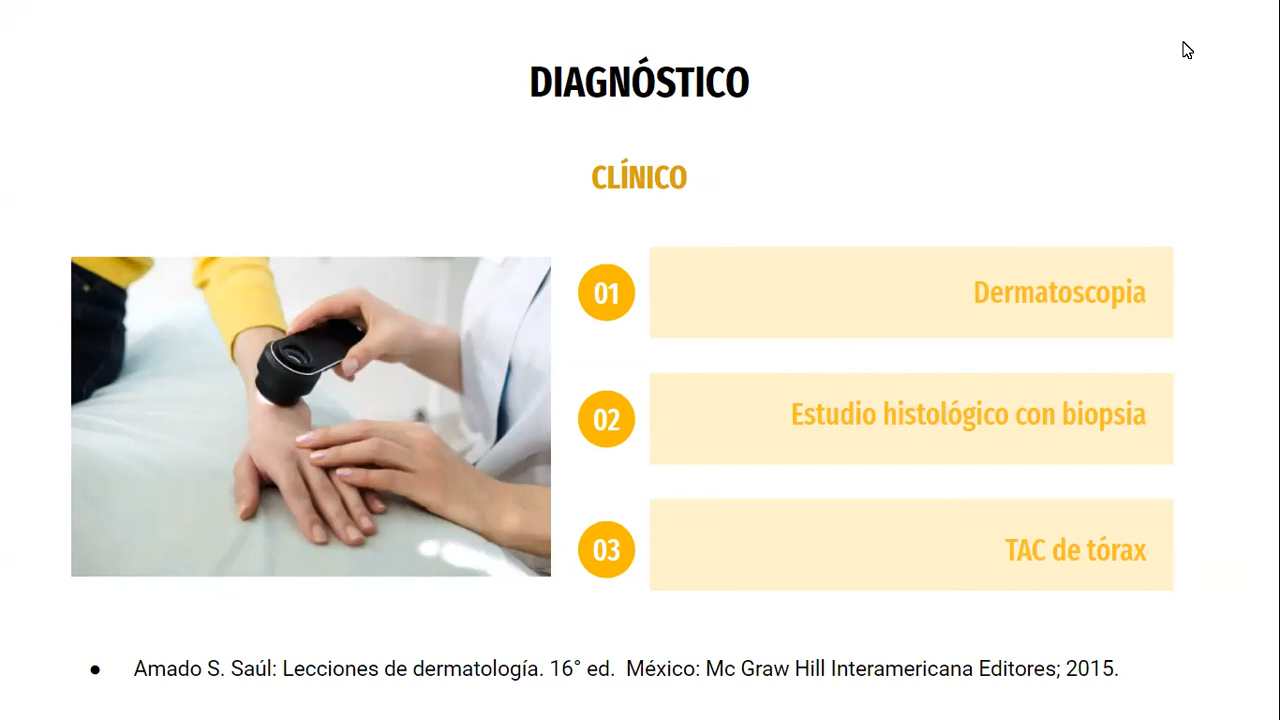 DIAGNÓSTICO
CLÍNICO
01
Dermatoscopia
02
Estudio histológico con biopsia
03
TAC de tórax
● Amado S. Saúl: Lecciones de dermatología. 16° ed. México: Mc Graw Hill Interamericana Editores; 2015.